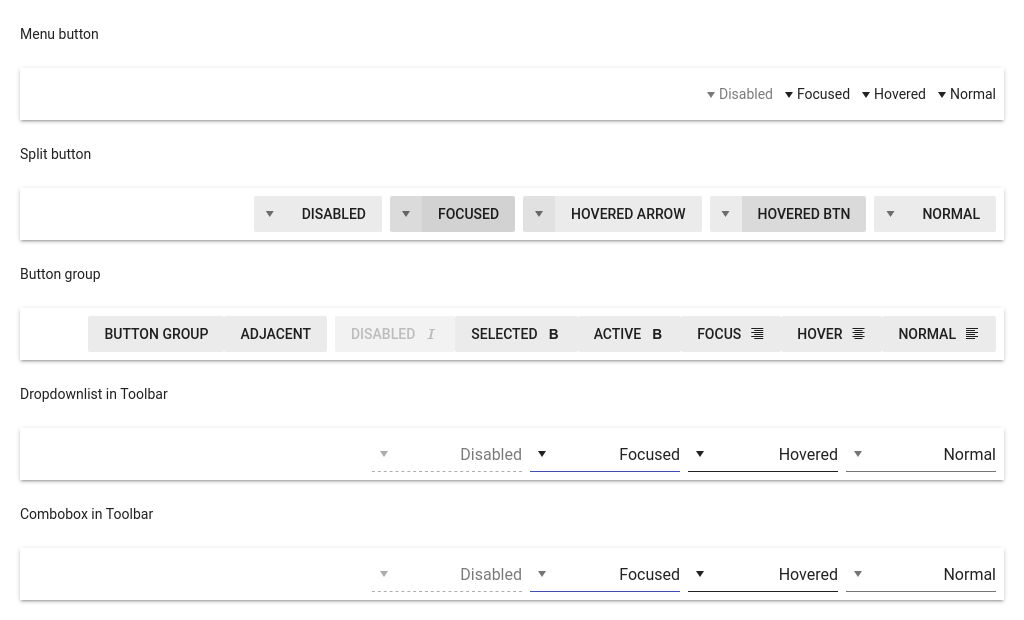 Menu button
Disabled Focused Hovered Normal
Split button
DISABLED FOCUSED HOVERED ARROW HOVERED BTN NORMAL
Button group
BUTTON GROUP ADJACENT DISABLED I SELECTED B ACTIVE B FOCUS HOVER NORMAL
Dropdownlist in Toolbar
Disabled Focused Hovered Normal
Combobox in Toolbar
Disabled Focused Hovered Normal